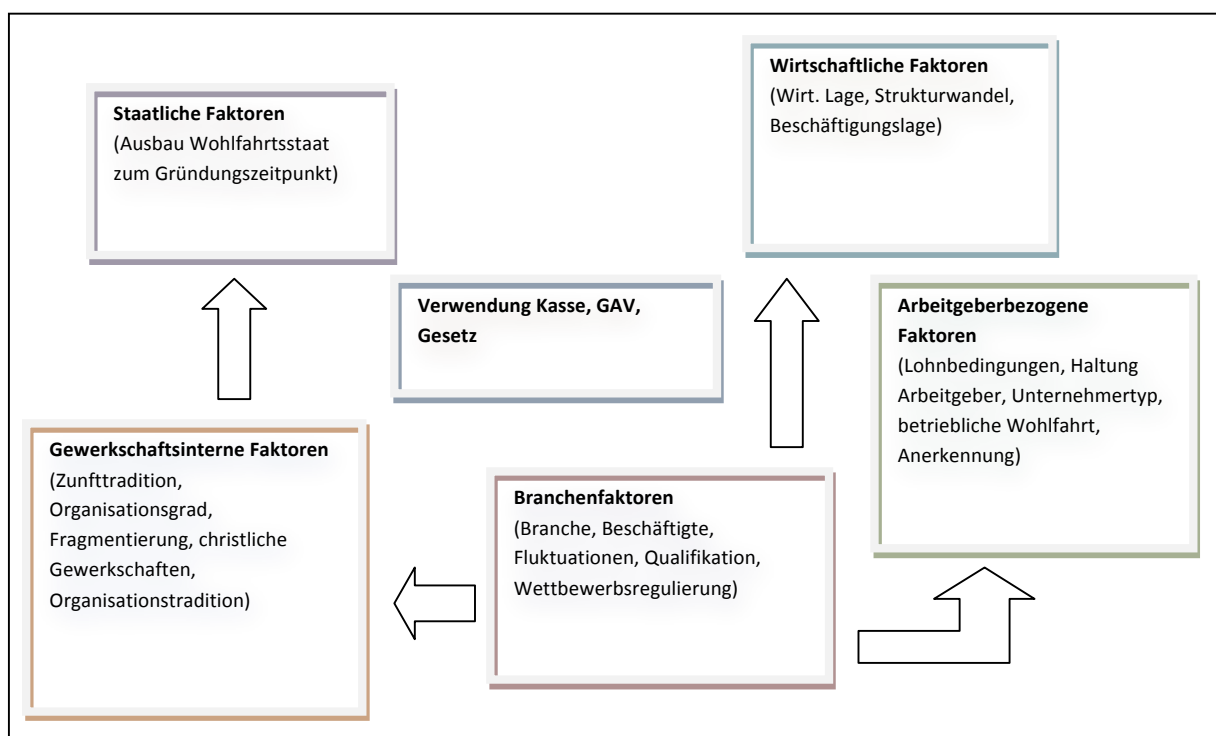 Staatliche Faktoren
(Ausbau Wohlfahrtsstaat
zum Gründungszeitpunkt)
Wirtschaftliche Faktoren
(Wirt. Lage, Strukturwandel,
Beschäftigungslage)
Verwendung Kasse, GAV,
Gesetz
Arbeitgeberbezogene
Faktoren
(Lohnbedingungen, Haltung
Arbeitgeber, Unternehmertyp,
betriebliche Wohlfahrt,
Anerkennung)
Gewerkschaftsinterne Faktoren
(Zunfttradition,
Organisationsgrad,
Fragmentierung, christliche
Gewerkschaften,
Organisationstradition)
Branchenfaktoren
(Branche, Beschäftigte,
Fluktuationen, Qualifikation,
Wettbewerbsregulierung)